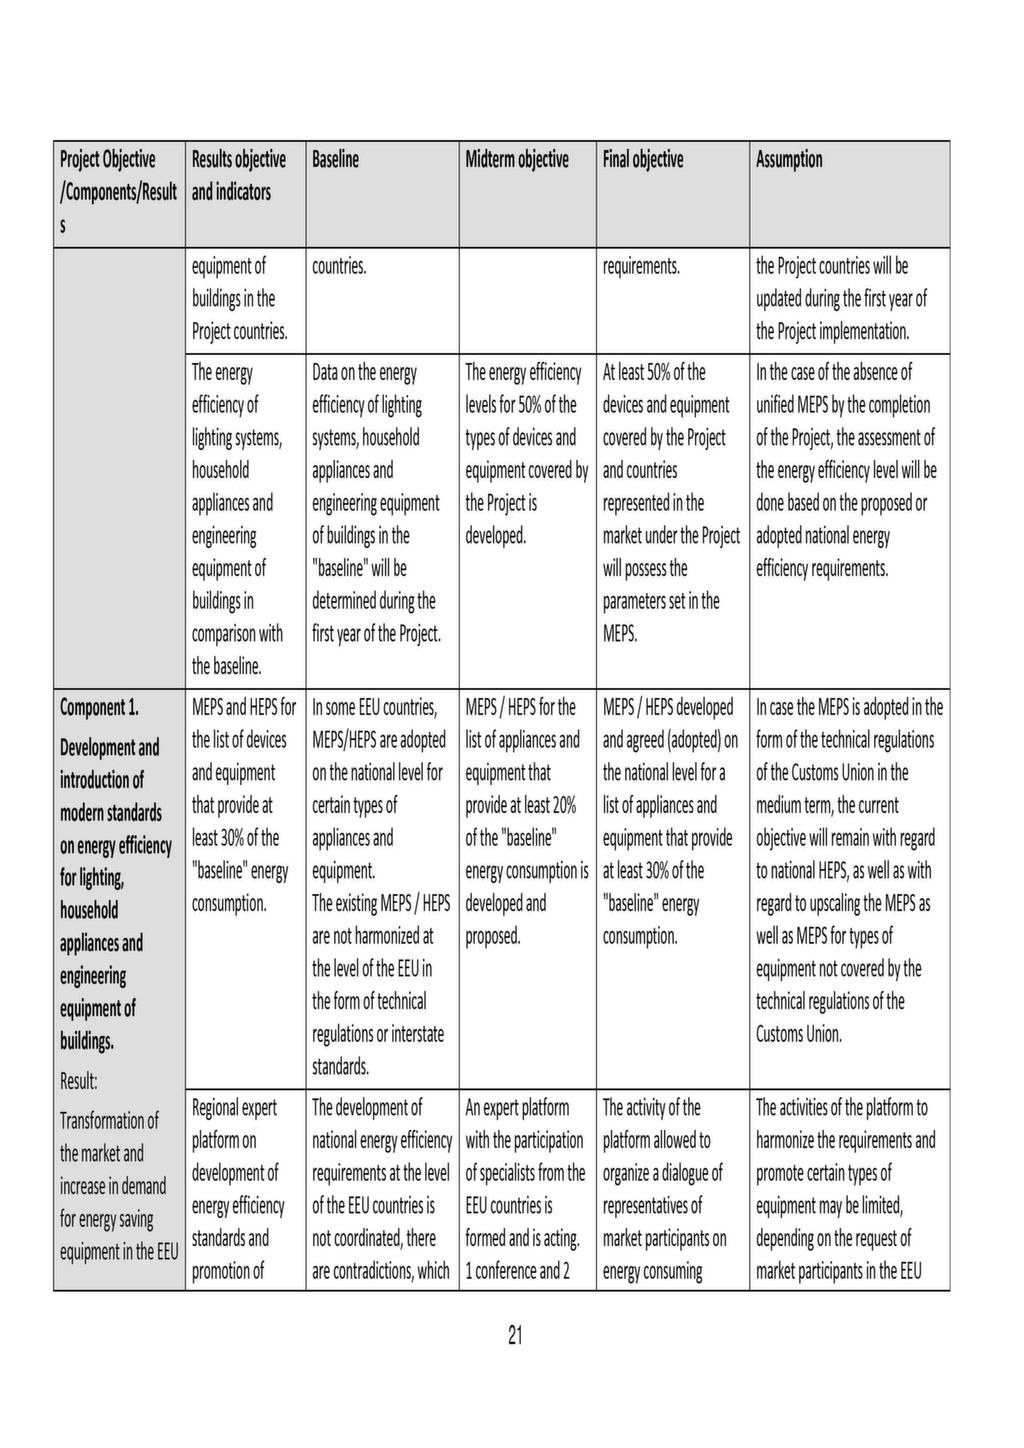 Project Objective
/Components/Result
s
Results objective
and indicators
Baseline
Midterm objective
Final objective
Assumption
equipment of
buildings in the
Project countries.
countries.
requirements.
the Project countries will be
updated during the first year of
the Project implementation.
The energy
efficiency of
lighting systems,
household
appliances and
engineering
equipment of
buildings in
comparison with
the baseline.
Data on the energy
efficiency of lighting
systems, household
appliances and
engineering equipment
of buildings in the
"baseline" will be
determined during the
first year of the Project.
The energy efficiency
levels for 50% of the
types of devices and
equipment covered by
the Project is
developed.
At least 50% of the
devices and equipment
covered by the Project
and countries
represented in the
market under the Project
will possess the
parameters set in the
MEPS.
In the case of the absence of
unified MEPS by the completion
of the Project, the assessment of
the energy efficiency level will be
done based on the proposed or
adopted national energy
efficiency requirements.
Component 1.
Development and
introduction of
modern standards
on energy efficiency
for lighting,
household
appliances and
engineering
equipment of
buildings.
Result:
Transformation of
the market and
increase in demand
for energy saving
equipment in the EEU
MEPS and HEPS for
the list of devices
and equipment
that provide at
least 30% of the
"baseline" energy
consumption.
In some EEU countries,
MEPS/HEPS are adopted
on the national level for
certain types of
appliances and
equipment.
The existing MEPS / HEPS
are not harmonized at
the level of the EEU in
the form of technical
regulations or interstate
standards.
MEPS / HEPS for the
list of appliances and
equipment that
provide at least 20%
of the "baseline"
energy consumption is
developed and
proposed.
MEPS / HEPS developed
and agreed (adopted) on
the national level for a
list of appliances and
equipment that provide
at least 30% of the
"baseline" energy
consumption.
In case the MEPS is adopted in the
form of the technical regulations
of the Customs Union in the
medium term, the current
objective will remain with regard
to national HEPS, as well as with
regard to upscaling the MEPS as
well as MEPS for types of
equipment not covered by the
technical regulations of the
Customs Union.
Regional expert
platform on
development of
energy efficiency
standards and
promotion of
The development of
national energy efficiency
requirements at the level
of the EEU countries is
not coordinated, there
are contradictions, which
An expert platform
with the participation
of specialists from the
EEU countries is
formed and is acting.
1 conference and 2
The activity of the
platform allowed to
organize a dialogue of
representatives of
market participants on
energy consuming
The activities of the platform to
harmonize the requirements and
promote certain types of
equipment may be limited,
depending on the request of
market participants in the EEU
21